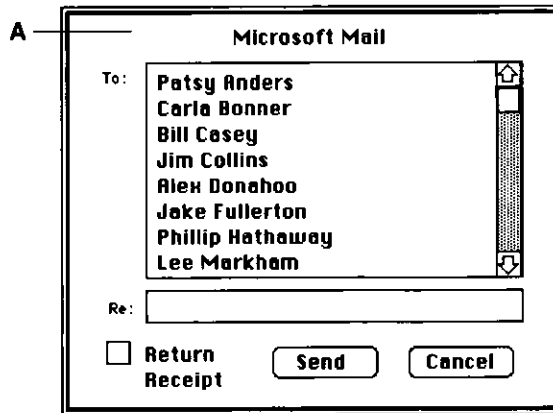 A
Microsoft Mail
To:
Patsy Anders
Carla Bonner
Bill Casey
Jim Collins
Alex Donahoo
Jake Fullerton
Phillip Hathaway
Lee Markham
Re:
Return
Receipt
Send
Cancel